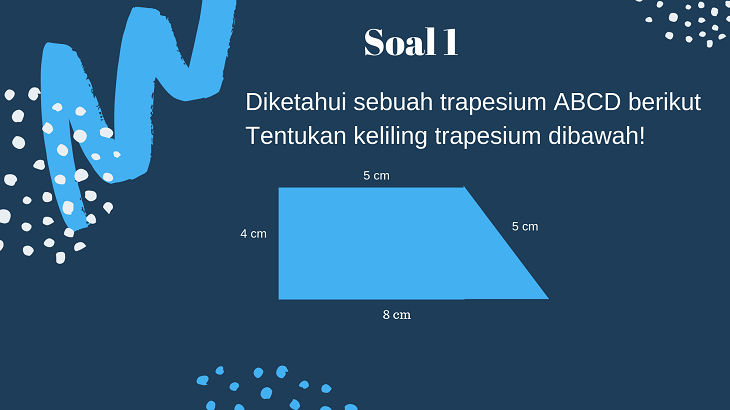 Soal 1
Diketahui sebuah trapesium ABCD berikut
Tentukan keliling trapesium dibawah!
5 cm
4 cm
5 cm
8 cm